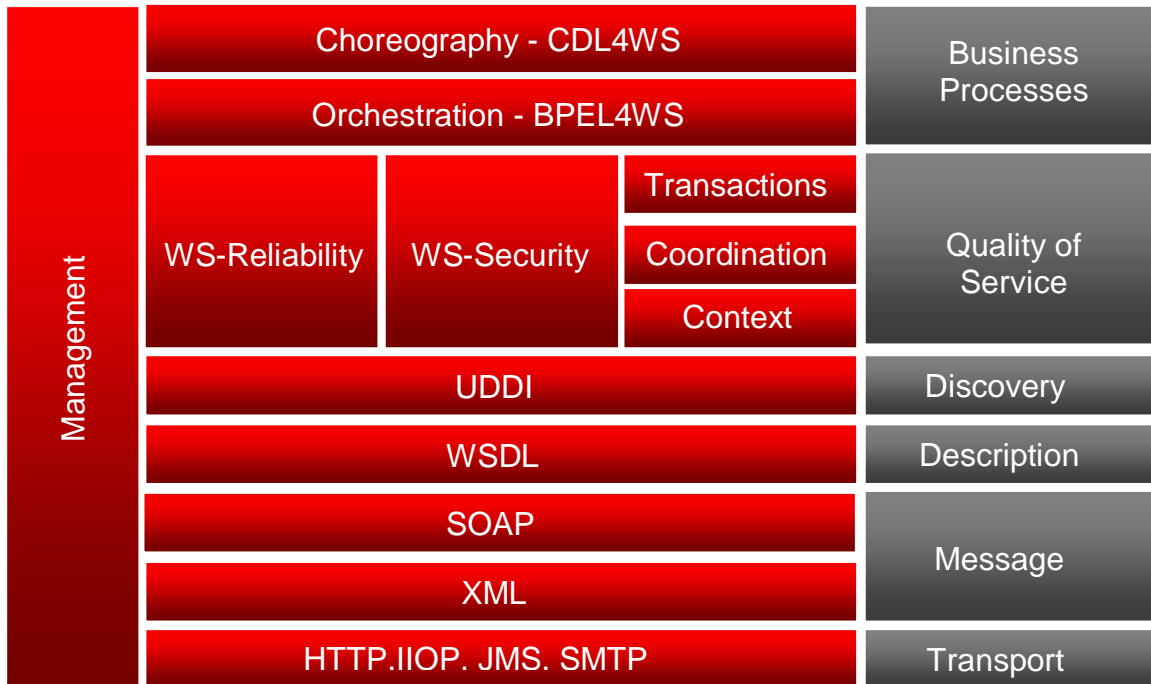 Management
Choreography - CDL4WS
Orchestration - BPEL4WS
Business
Processes
WS-Reliability
WS-Security
Transactions
Coordination
Context
Quality of
Service
UDDI
Discovery
WSDL
Description
SOAP
XML
Message
HTTP.IIOP. JMS. SMTP
Transport